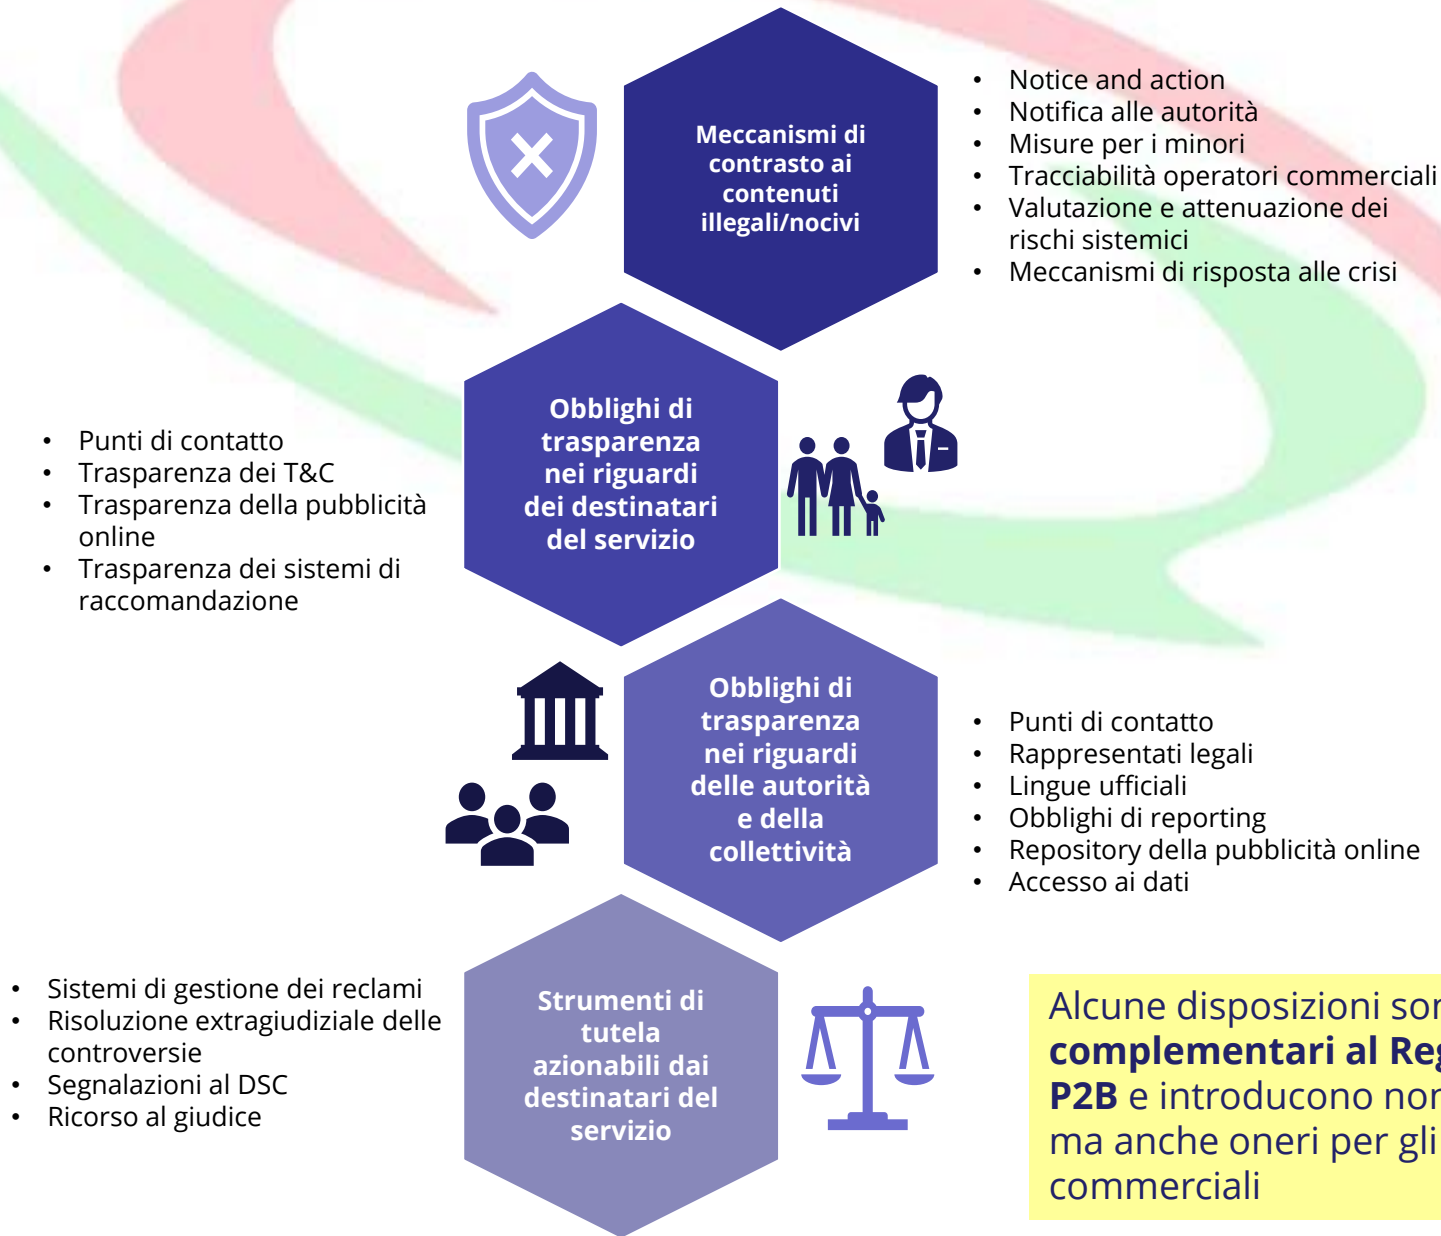 Meccanismi di
contrasto ai
contenuti
illegali/nocivi
• Notice and action
• Notifica alle autorità
• Misure per i minori
• Tracciabilità operatori commerciali
• Valutazione e attenuazione dei
rischi sistemici
• Meccanismi di risposta alle crisi
• Punti di contatto
• Trasparenza dei T&C
• Trasparenza della pubblicità
online
• Trasparenza dei sistemi di
raccomandazione
Obblighi di
trasparenza
nei riguardi
dei destinatari
del servizio
Obblighi di
trasparenza
nei riguardi
delle autorità
e della
collettività
• Punti di contatto
• Rappresentati legali
• Lingue ufficiali
• Obblighi di reporting
• Repository della pubblicità online
• Accesso ai dati
• Sistemi di gestione dei reclami
• Risoluzione extragiudiziale delle
controversie
• Segnalazioni al DSC
• Ricorso al giudice
Strumenti di
tutela
azionabili dai
destinatari del
servizio
Alcune disposizioni
complementari al
P2B e introducono
ma anche oneri per gli
commerciali